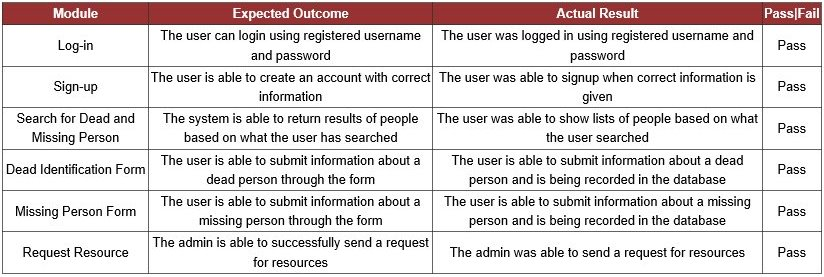 Module Expected Outcome Actual Result Pass|Fail
Log-in
The user can login using registered username
and password
The user was logged in using registered username and
password
Pass
Sign-up
The user is able to create an account with correct
information
The user was able to signup when correct information is
given
Pass
Search for Dead and
Missing Person
The system is able to return results of people
based on what the user has searched
The user was able to show lists of people based on what
the user searched
Pass
Dead Identification Form
The user is able to submit information about a
dead person through the form
The user is able to submit information about a dead
person and is being recorded in the database
Pass
Missing Person Form
The user is able to submit information about a
missing person through the form
The user is able to submit information about a missing
person and is being recorded in the database
Pass
Request Resource
The admin is able to successfully send a request
for resources
The admin was able to send a request for resources
Pass